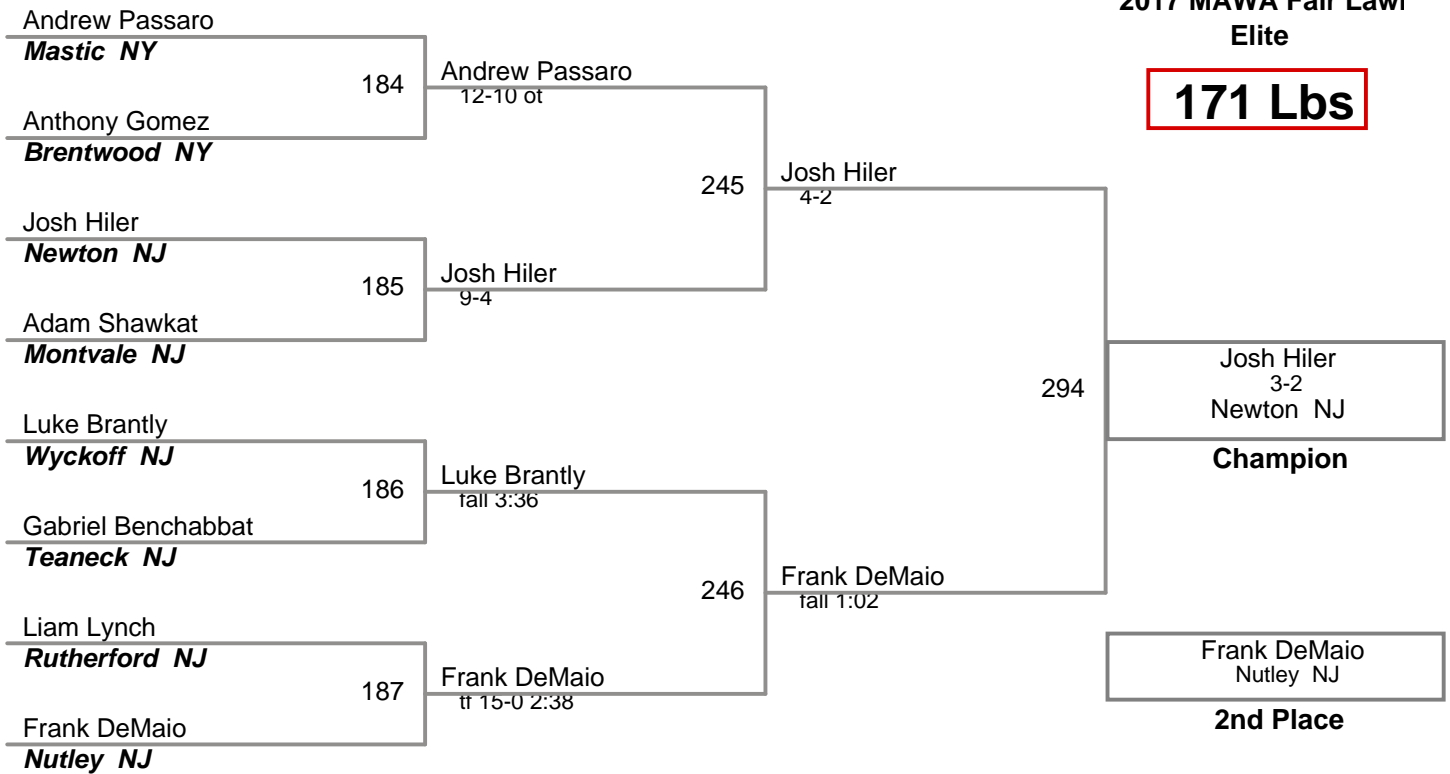 2017 MAWA Fair Lawn
Elite
171 Lbs
Andrew Passaro
Mastic NY
184
Anthony Gomez
Brentwood NY
Josh Hiler
Newton NJ
185
Adam Shawkat
Montvale NJ
Luke Brantly
Wyckoff NJ
186
Gabriel Benchabbat
Teaneck NJ
Liam Lynch
Rutherford NJ
187
Frank DeMaio
Nutley NJ
Andrew Passaro
12-10 ot
245
Josh Hiler
9-4
Luke Brantly
fall 3:36
246
Frank DeMaio
tf 15-0 2:38
Josh Hiler
4-2
294
Frank DeMaio
fall 1:02
Josh Hiler
3-2
Newton NJ
Champion
Frank DeMaio
Nutley NJ
2nd Place